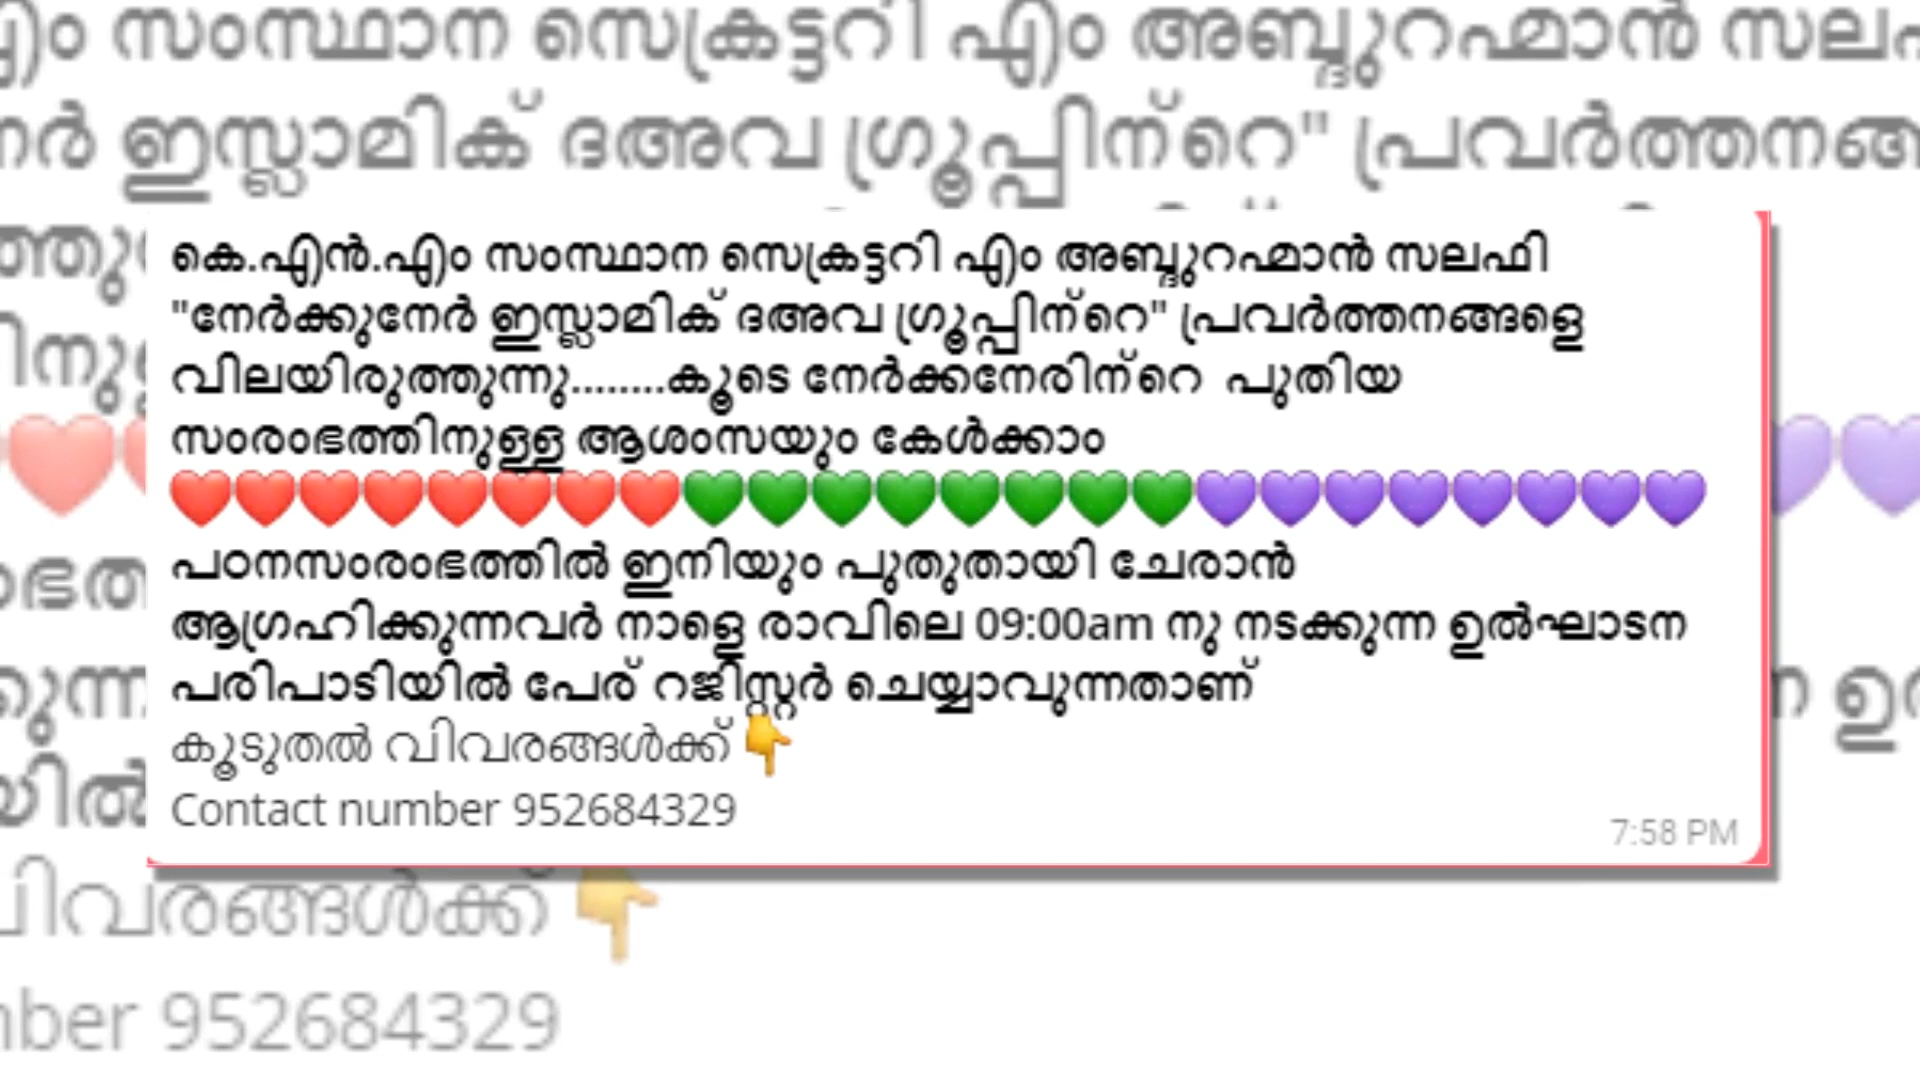 കെ.എൻ.എം സംസ്ഥാന സെക്രട്ടറി എം അബ്ദുറഹ്മാൻ സലഫി
"നേർക്കുനേർ ഇസ്ലാമിക് ദഅവ ഗ്രൂപ്പിന്റെ" പ്രവർത്തനങ്ങളെ
വിലയിരുത്തുന്നു........കൂടെ നേർക്കനേരിന്റെ പുതിയ
സംരംഭത്തിനുള്ള ആശംസയും കേൾക്കാം
❤️❤️❤️❤️❤️❤️❤️❤️💚💚💚💚💚💚💚💚💜💜💜💜💜💜💜💜
പഠനസംരംഭത്തിൽ ഇനിയും പുതുതായി ചേരാൻ
ആഗ്രഹിക്കുന്നവർ നാളെ രാവിലെ 09:00am നു നടക്കുന്ന ഉൽഘാടന
പരിപാടിയിൽ പേര് റജിസ്റ്റർ ചെയ്യാവുന്നതാണ്
കൂടുതൽ വിവരങ്ങൾക്ക് 👇
Contact number 952684329
7:58 PM